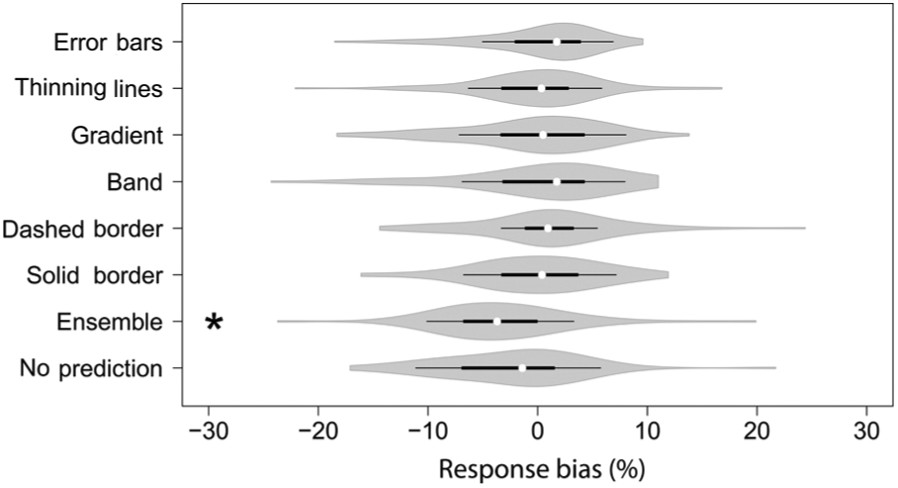 Error bars
Thinning lines
Gradient
Band
Dashed border
Solid border
* Ensemble
No prediction
−30 −20 −10 0 10 20 30
Response bias (%)